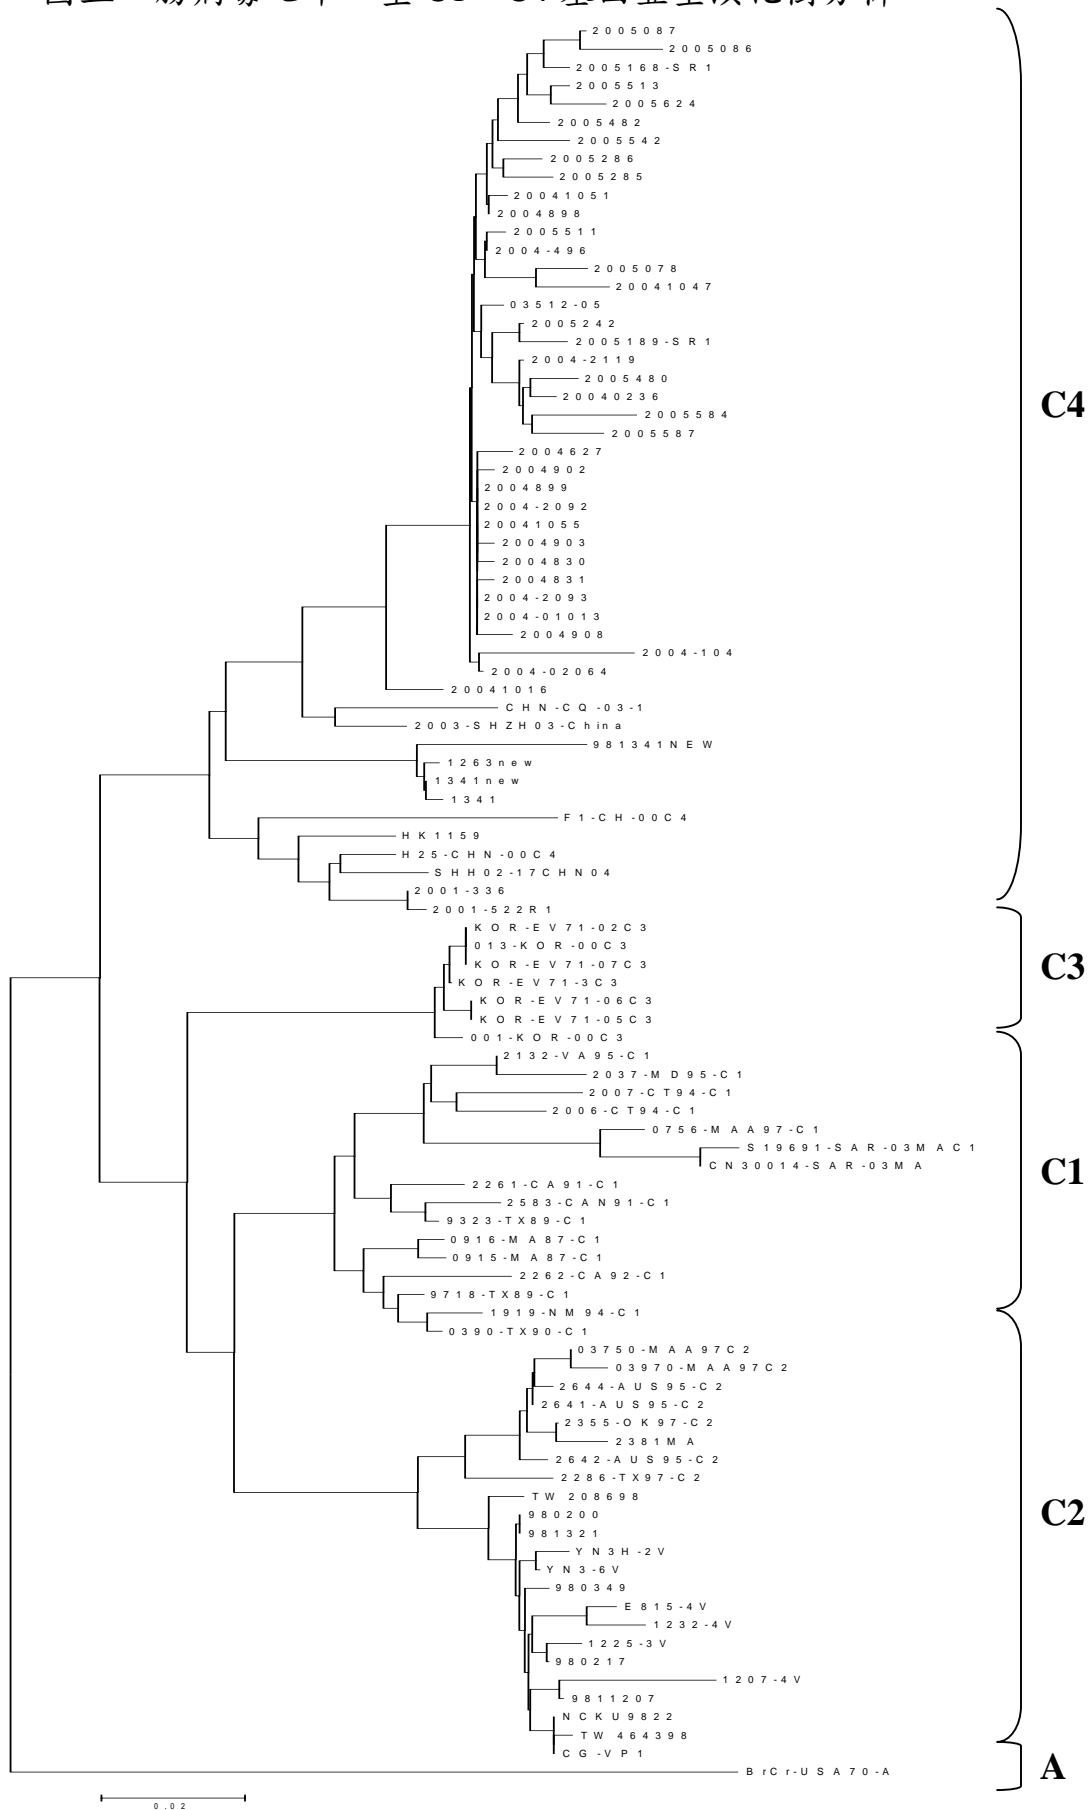 2005087
2005086
2005168-SR1
2005513
2005624
2005482
2005542
2005286
2005285
20041051
2004898
2005511
2004-496
2005078
20041047
03512-05
2005242
2005189-SR1
2004-2119
2005480
20040236
2005584
2005587
2004627
2004902
2004899
2004-2092
20041055
2004903
2004830
2004831
2004-2093
2004-01013
2004908
2004-104
2004-02064
20041016
CHN-CQ-03-1
2003-SHZH03-China
981341NEW
1263new
1341new
1341
F1-CH-00C4
HK1159
H25-CHN-00C4
SHH02-17CHN04
2001-336
2001-522R1
C4
KOR-EV71-02C3
013-KOR-00C3
KOR-EV71-07C3
KOR-EV71-3C3
KOR-EV71-06C3
KOR-EV71-05C3
001-KOR-00C3
C3
2132-VA95-C1
2037-MD95-C1
2007-CT94-C1
2006-CT94-C1
0756-MAA97-C1
S19691-SAR-03MAC1
CN30014-SAR-03MA
2261-CA91-C1
2583-CAN91-C1
9323-TX89-C1
0916-MA87-C1
0915-MA87-C1
2262-CA92-C1
9718-TX89-C1
1919-NM94-C1
0390-TX90-C1
C1
03750-MAA97C2
03970-MAA97C2
2644-AUS95-C2
2641-AUS95-C2
2355-OK97-C2
2381MA
2642-AUS95-C2
2286-TX97-C2
TW 208698
980200
981321
YN3H-2V
YN3-6V
980349
E815-4V
1232-4V
1225-3V
980217
1207-4V
9811207
NCKU9822
TW 464398
CG-VP1
C2
BrCr-USA70-A
A
0.02